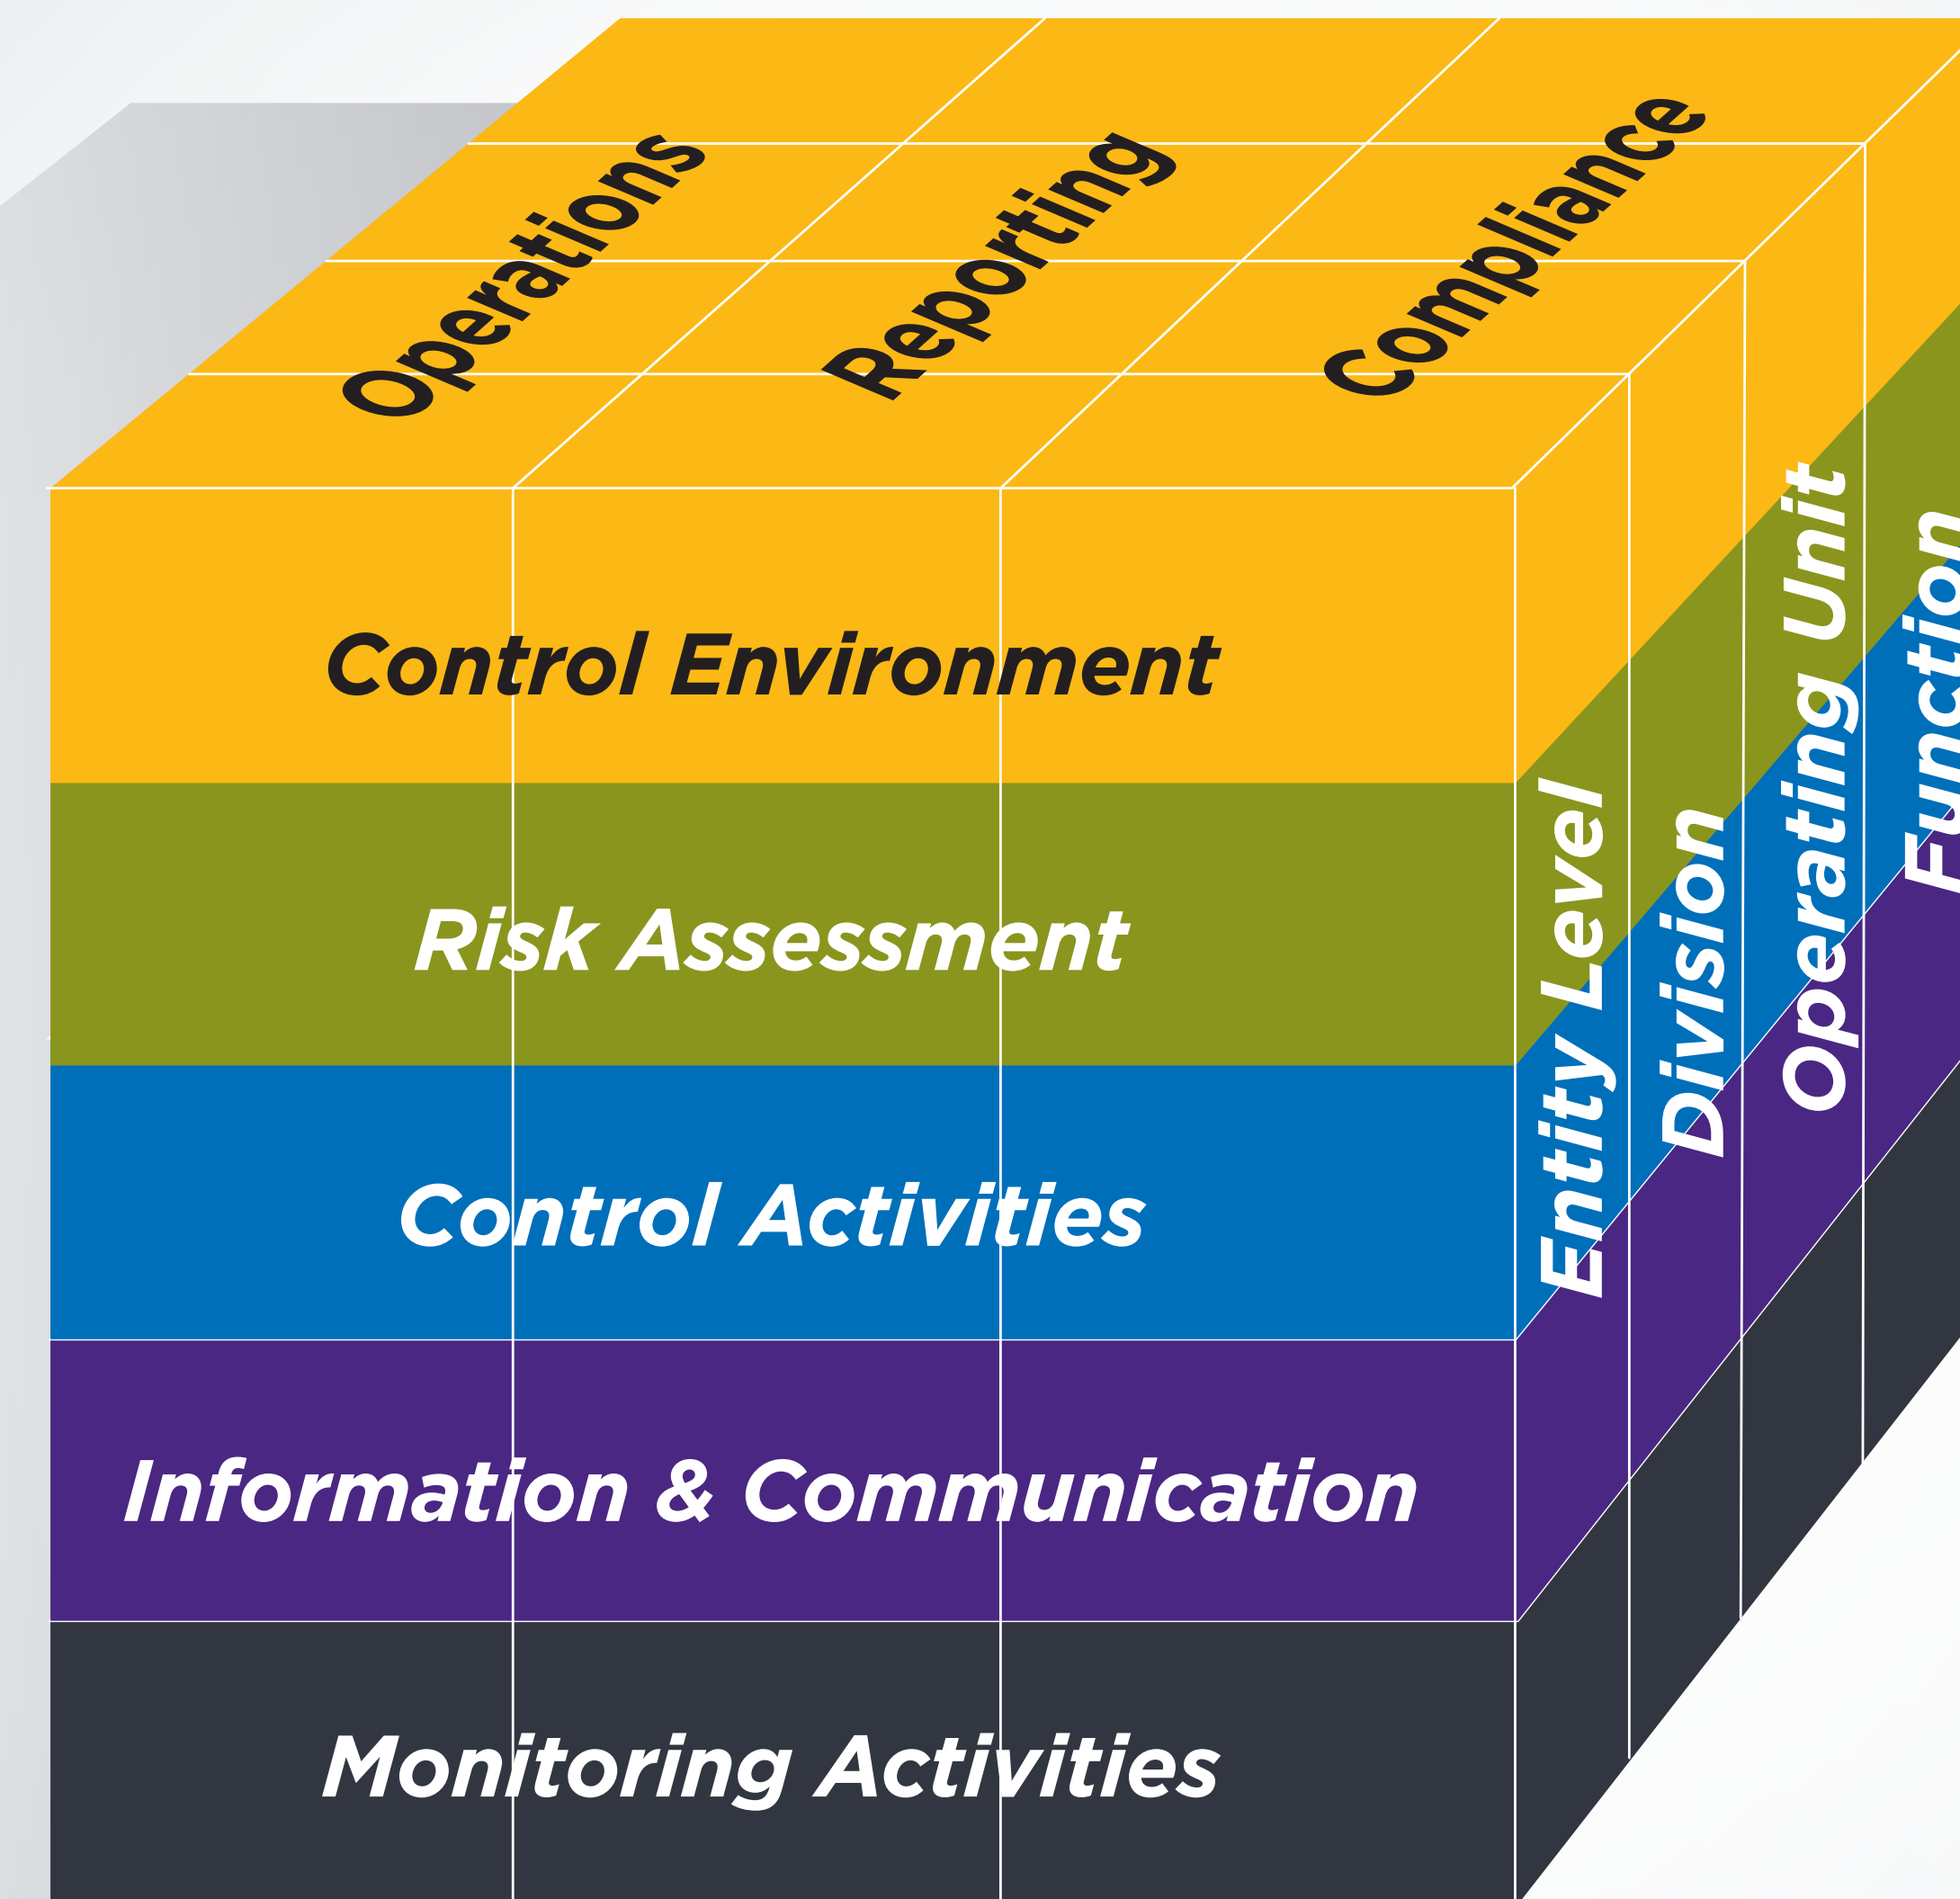 Operations
Reporting
Compliance
Control Environment
Risk Assessment
Control Activities
Information & Communication
Monitoring Activities
Entity Level
Division
Operating Unit
Function